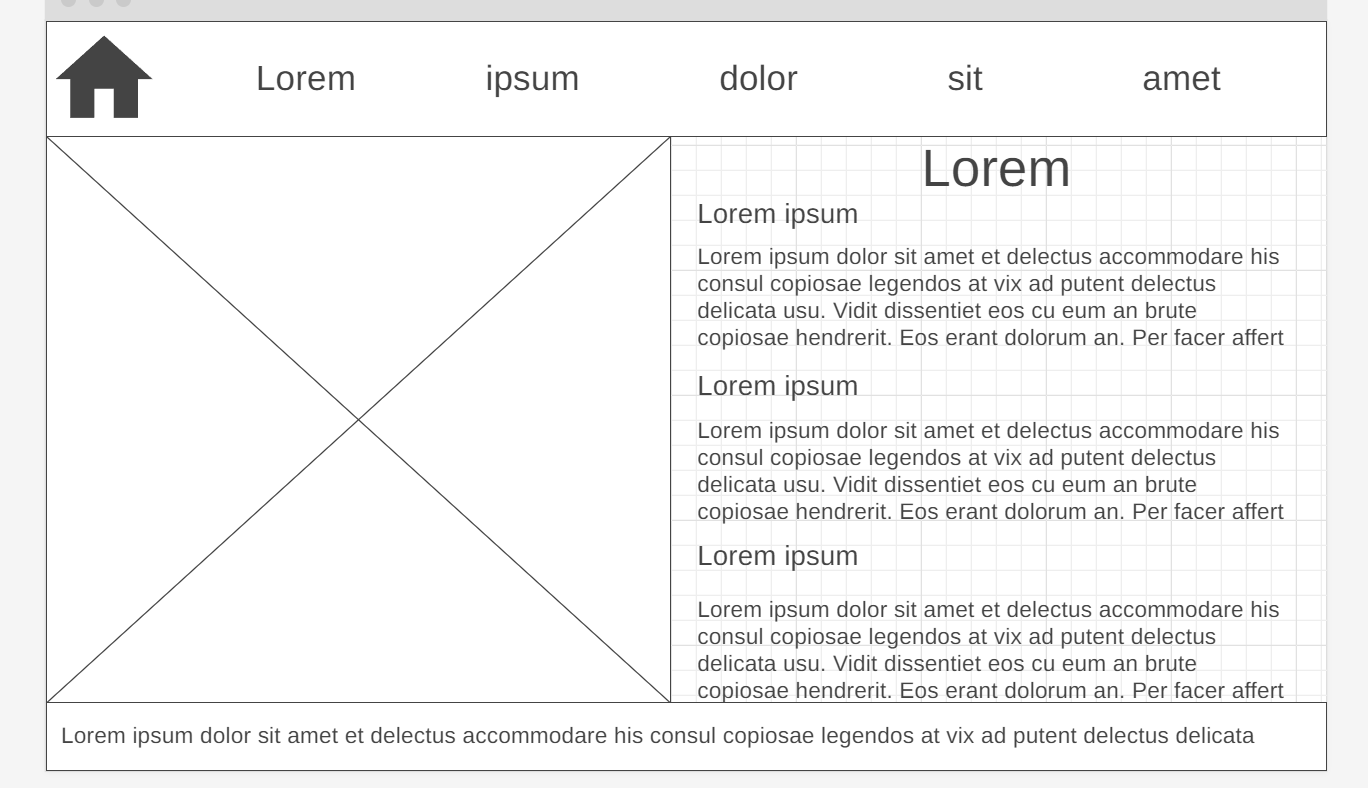 Lorem ipsum dolor sit amet
Lorem
Lorem ipsum
Lorem ipsum dolor sit amet et delectus accommodare his
consul copiosae legendos at vix ad putent delectus
delicata usu. Vidit dissentiet eos cu eum an brute
copiosae hendrerit. Eos erant dolorum an. Per facer affert
Lorem ipsum
Lorem ipsum dolor sit amet et delectus accommodare his
consul copiosae legendos at vix ad putent delectus
delicata usu. Vidit dissentiet eos cu eum an brute
copiosae hendrerit. Eos erant dolorum an. Per facer affert
Lorem ipsum
Lorem ipsum dolor sit amet et delectus accommodare his
consul copiosae legendos at vix ad putent delectus
delicata usu. Vidit dissentiet eos cu eum an brute
copiosae hendrerit. Eos erant dolorum an. Per facer affert
Lorem ipsum dolor sit amet et delectus accommodare his consul copiosae legendos at vix ad putent delectus delicata